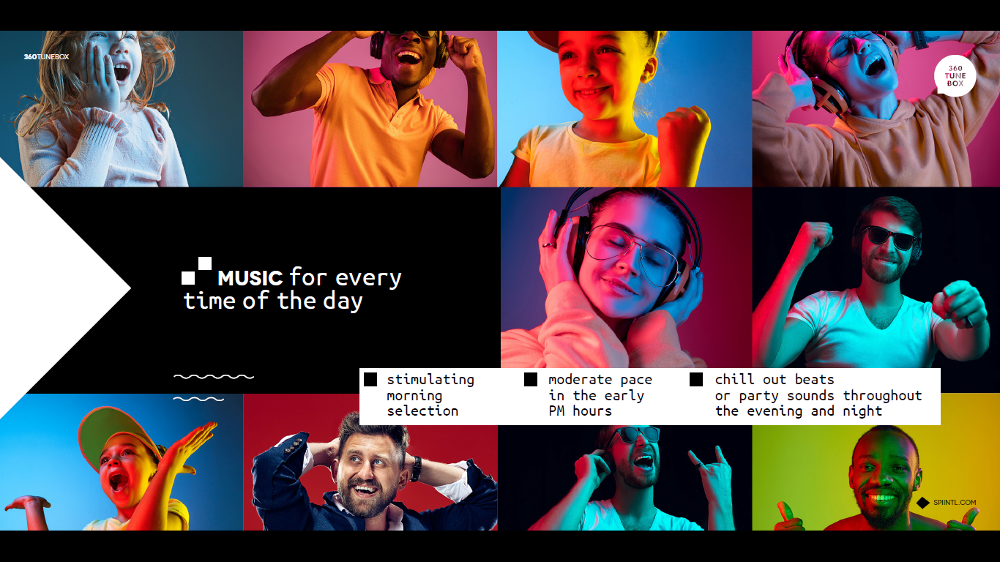 360TUNEBOX
360
TUNE
BOX
MUSIC for every
time of the day
stimulating
morning
selection
moderate pace
in the early
PM hours
chill out beats
or party sounds throughout
the evening and night
SPIINTL.COM